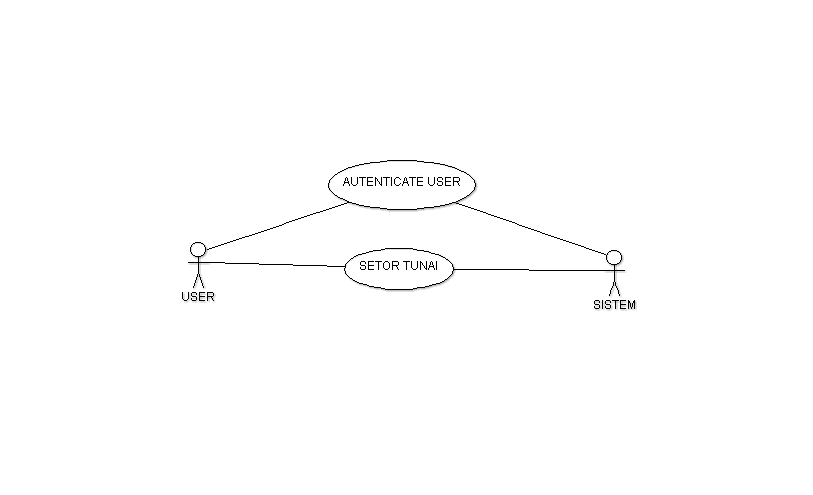 AUTENTICATE USER
SETOR TUNAI
USER
SISTEM